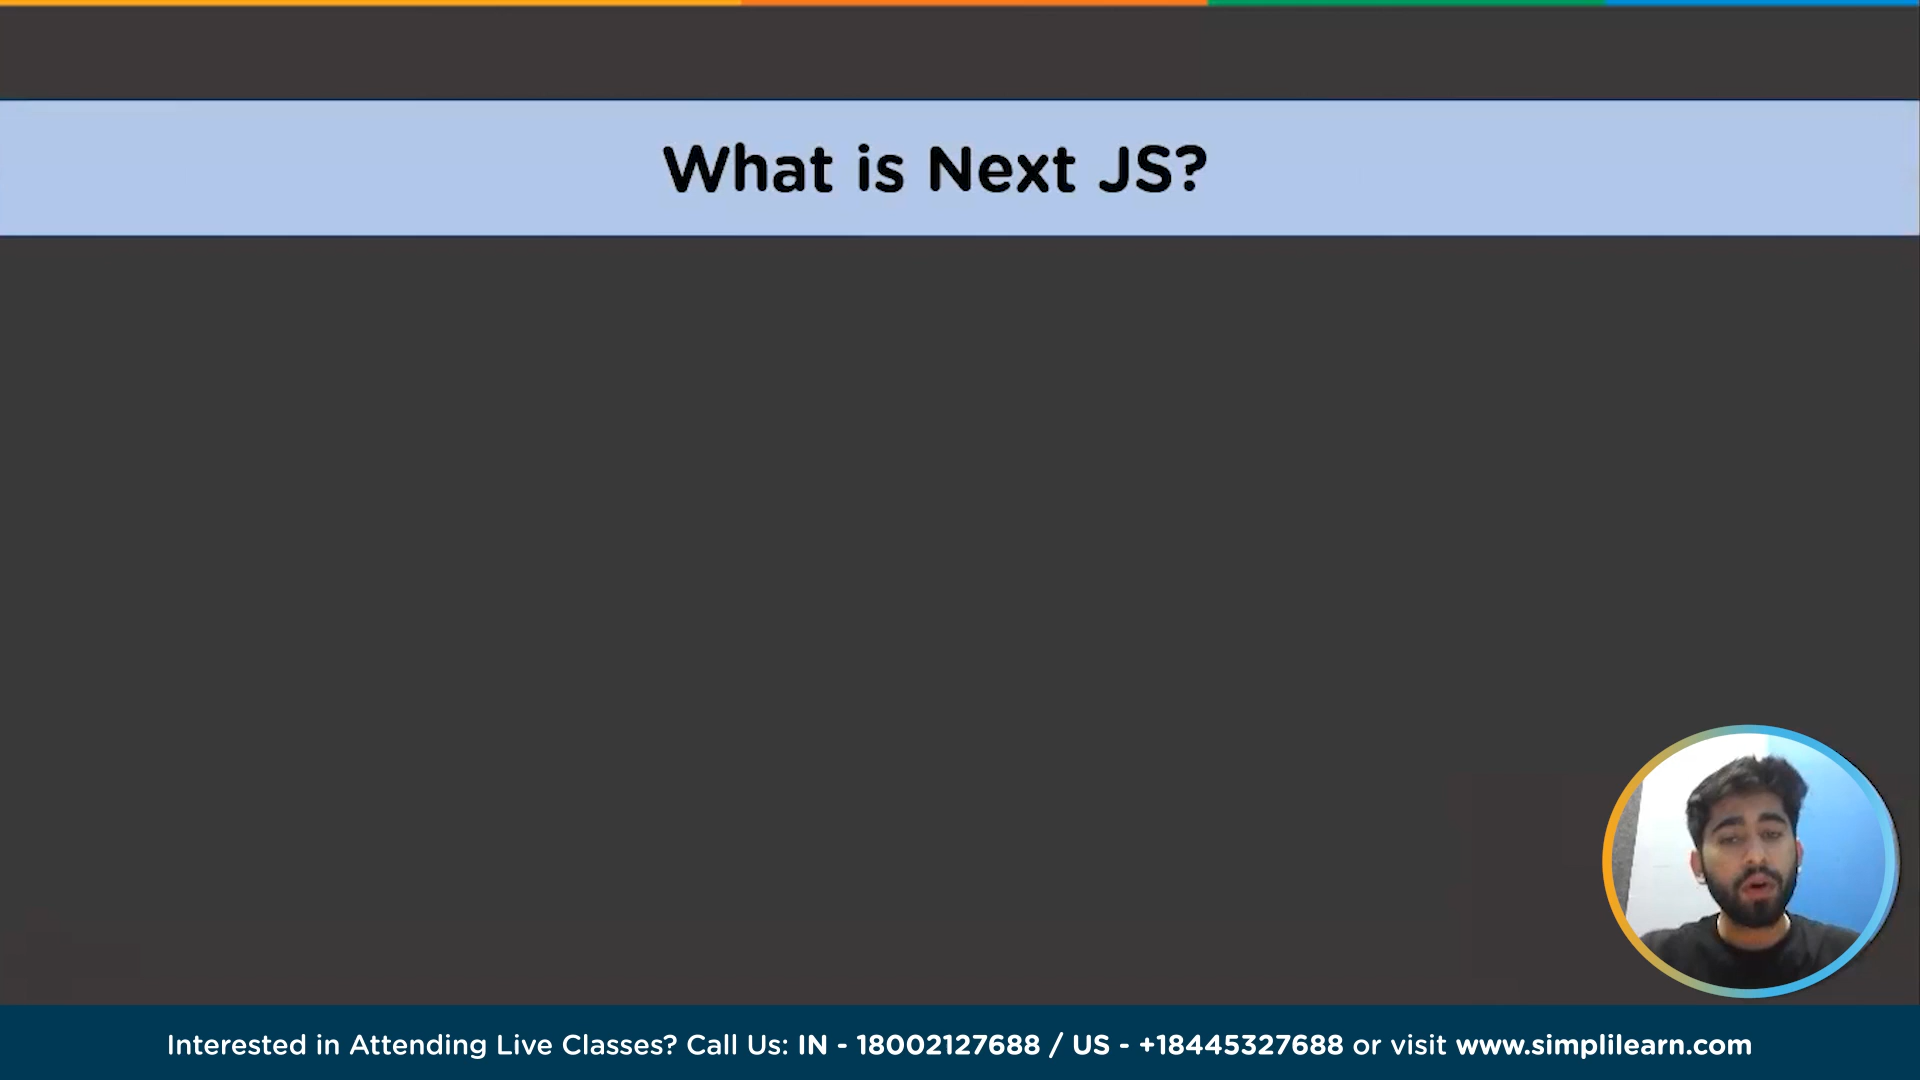 What is Next JS?
Interested in Attending Live Classes? Call Us: IN - 18002127688 / US - +18445327688 or visit www.simplilearn.com